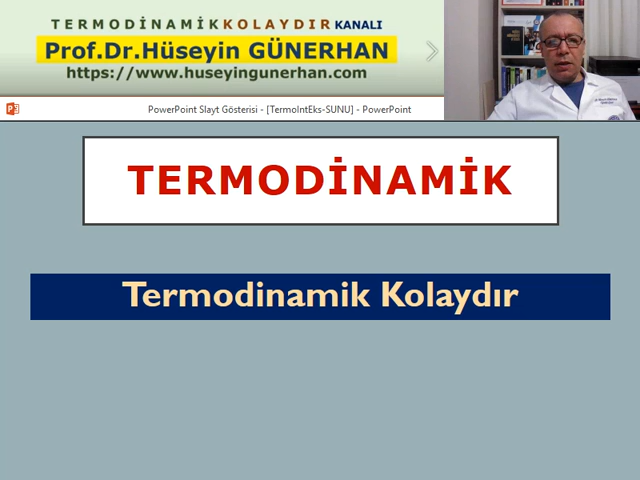 TERMODİNAMİKKOLAYDIR KANALI
Prof.Dr.Hüseyin GÜNERHAN
https://www.huseyingunerhan.com
PowerPoint Slayt Gösterisi - [TermoIntEks-SUNU] - PowerPoint
TERMODİNAMİK
Termodinamik Kolaydır